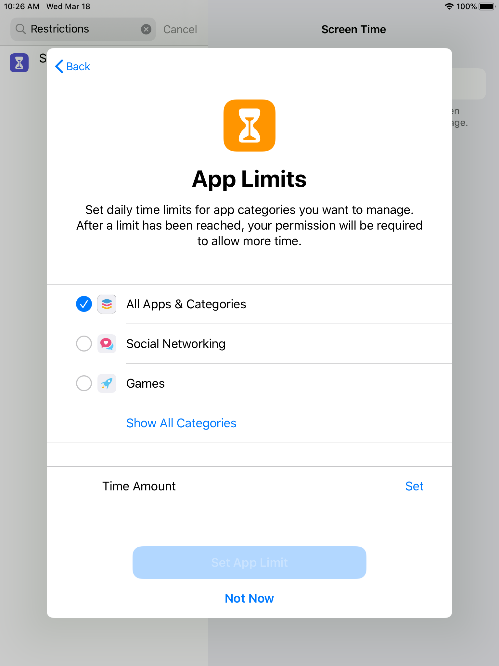 10:26 AM Wed Mar 18
100%
Restrictions
Cancel
Screen Time
S
Back
en
age.
App Limits
Set daily time limits for app categories you want to manage.
After a limit has been reached, your permission will be required
to allow more time.
All Apps & Categories
Social Networking
Games
Show All Categories
Time Amount
Set
Set App Limit
Not Now